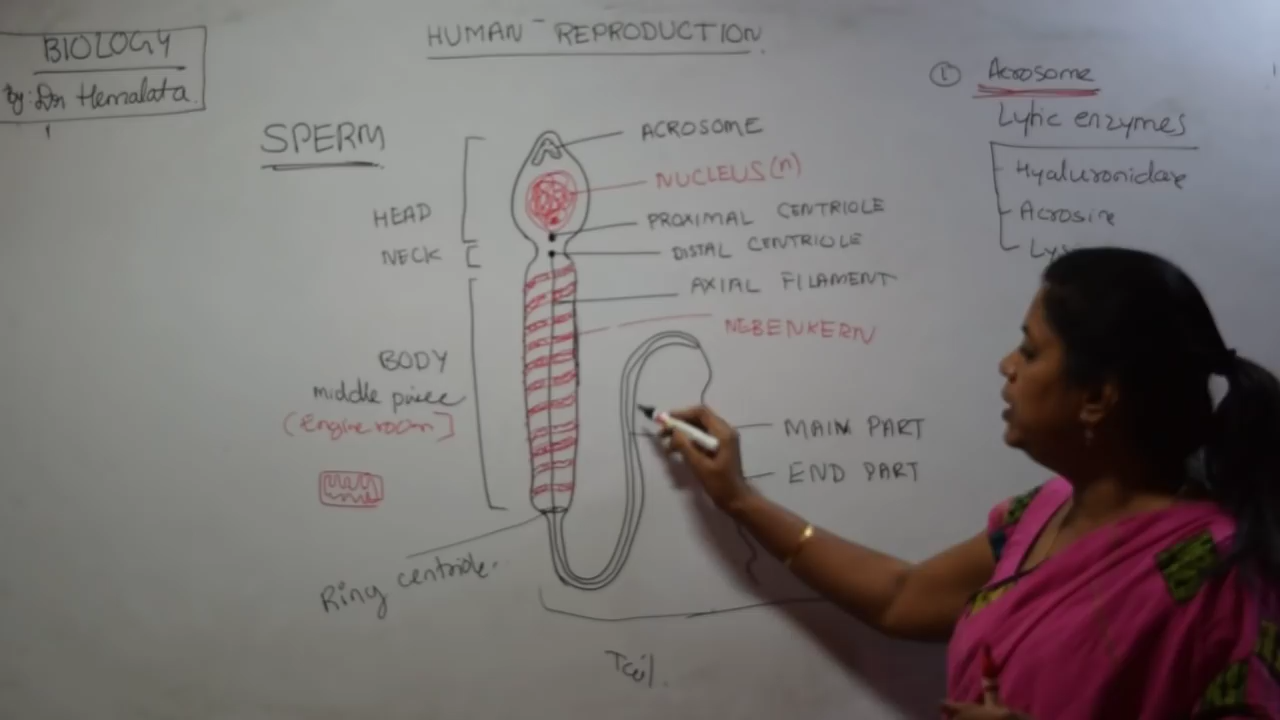 BIOLOGY
By: Dr Hemalata
HUMAN REPRODUCTION
SPERM
HEAD
NECK
BODY
middle piece
(Engine room)
Ring centriole.
Tail.
ACROSOME
NUCLEUS (n)
PROXIMAL CENTRIOLE
DISTAL CENTRIOLE
AXIAL FILAMENT
NEBENKERN
MAIN PART
END PART
① Acrosome
Lytic enzymes
Hyaluronidase
Acrosine